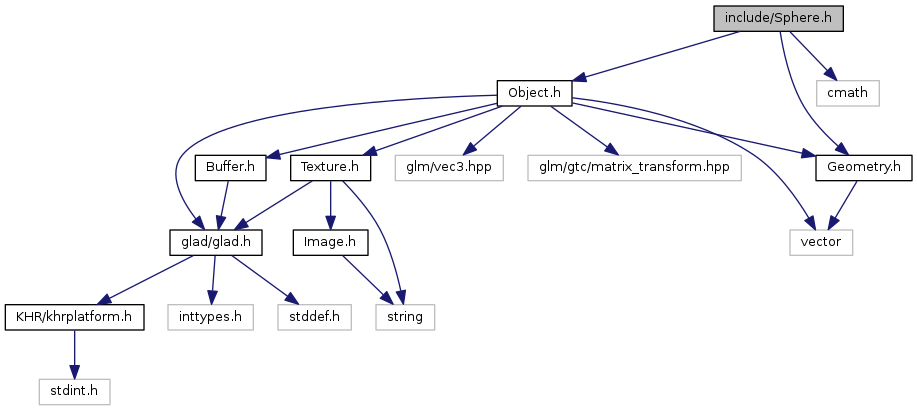 include/Sphere.h
Object.h
cmath
Buffer.h
Texture.h
glm/vec3.hpp
glm/gtc/matrix_transform.hpp
Geometry.h
glad/glad.h
Image.h
vector
KHR/khrplatform.h
inttypes.h
stddef.h
string
stdint.h